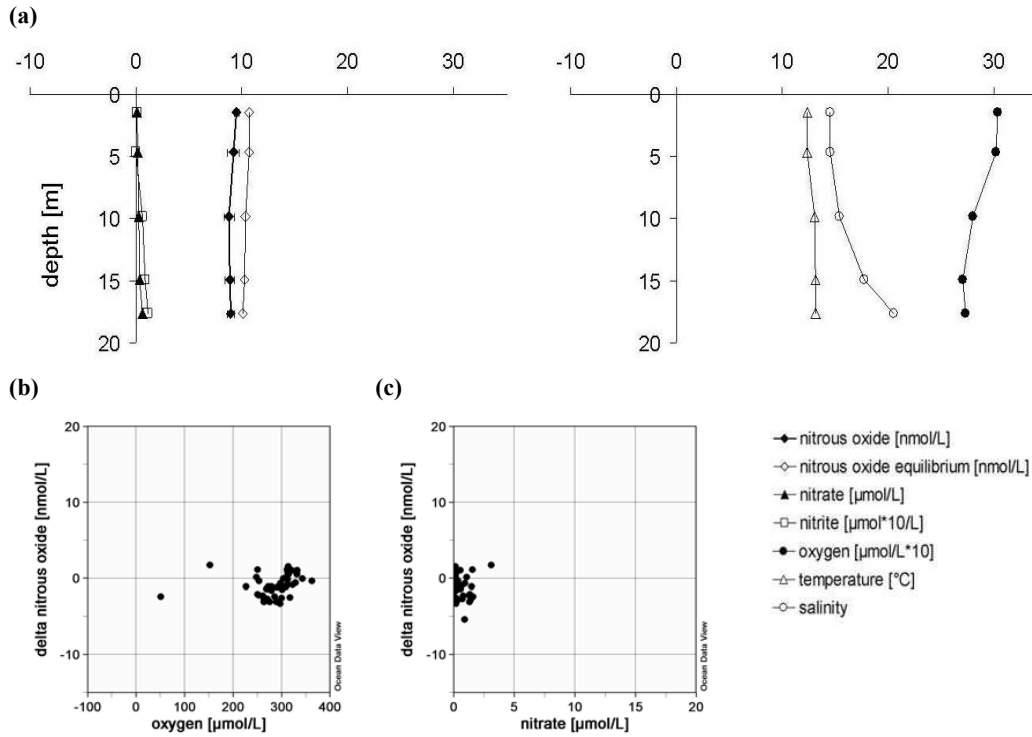 (a)
-10 0 10 20 30
-10 0 10 20 30
0
5
10
15
20
depth [m]
0
5
10
15
20
(b)
20
10
0
-10
delta nitrous oxide [nmol/L]
-100 0 100 200 300 400
oxygen [µmol/L]
Ocean Data View
(c)
20
10
0
-10
delta nitrous oxide [nmol/L]
0 5 10 15 20
nitrate [µmol/L]
Ocean Data View
nitrous oxide [nmol/L]
nitrous oxide equilibrium [nmol/L]
nitrate [µmol/L]
nitrite [µmol*10/L]
oxygen [µmol/L*10]
temperature [°C]
salinity